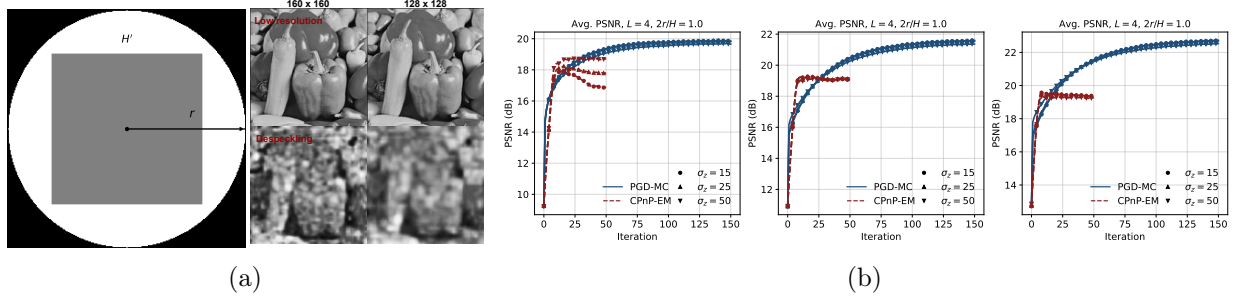 160 x 160
128 x 128
Low resolution
Despeckling
H'
r
(a)
Avg. PSNR, L = 4, 2r/H = 1.0
PSNR (dB)
20
18
16
14
12
10
PGD-MC
CPnP-EM
σz = 15
σz = 25
σz = 50
0 25 50 75 100 125 150
Iteration
Avg. PSNR, L = 4, 2r/H = 1.0
PSNR (dB)
22
20
18
16
14
12
PGD-MC
CPnP-EM
σz = 15
σz = 25
σz = 50
0 25 50 75 100 125 150
Iteration
Avg. PSNR, L = 4, 2r/H = 1.0
PSNR (dB)
22
20
18
16
14
PGD-MC
CPnP-EM
σz = 15
σz = 25
σz = 50
0 25 50 75 100 125 150
Iteration
(b)